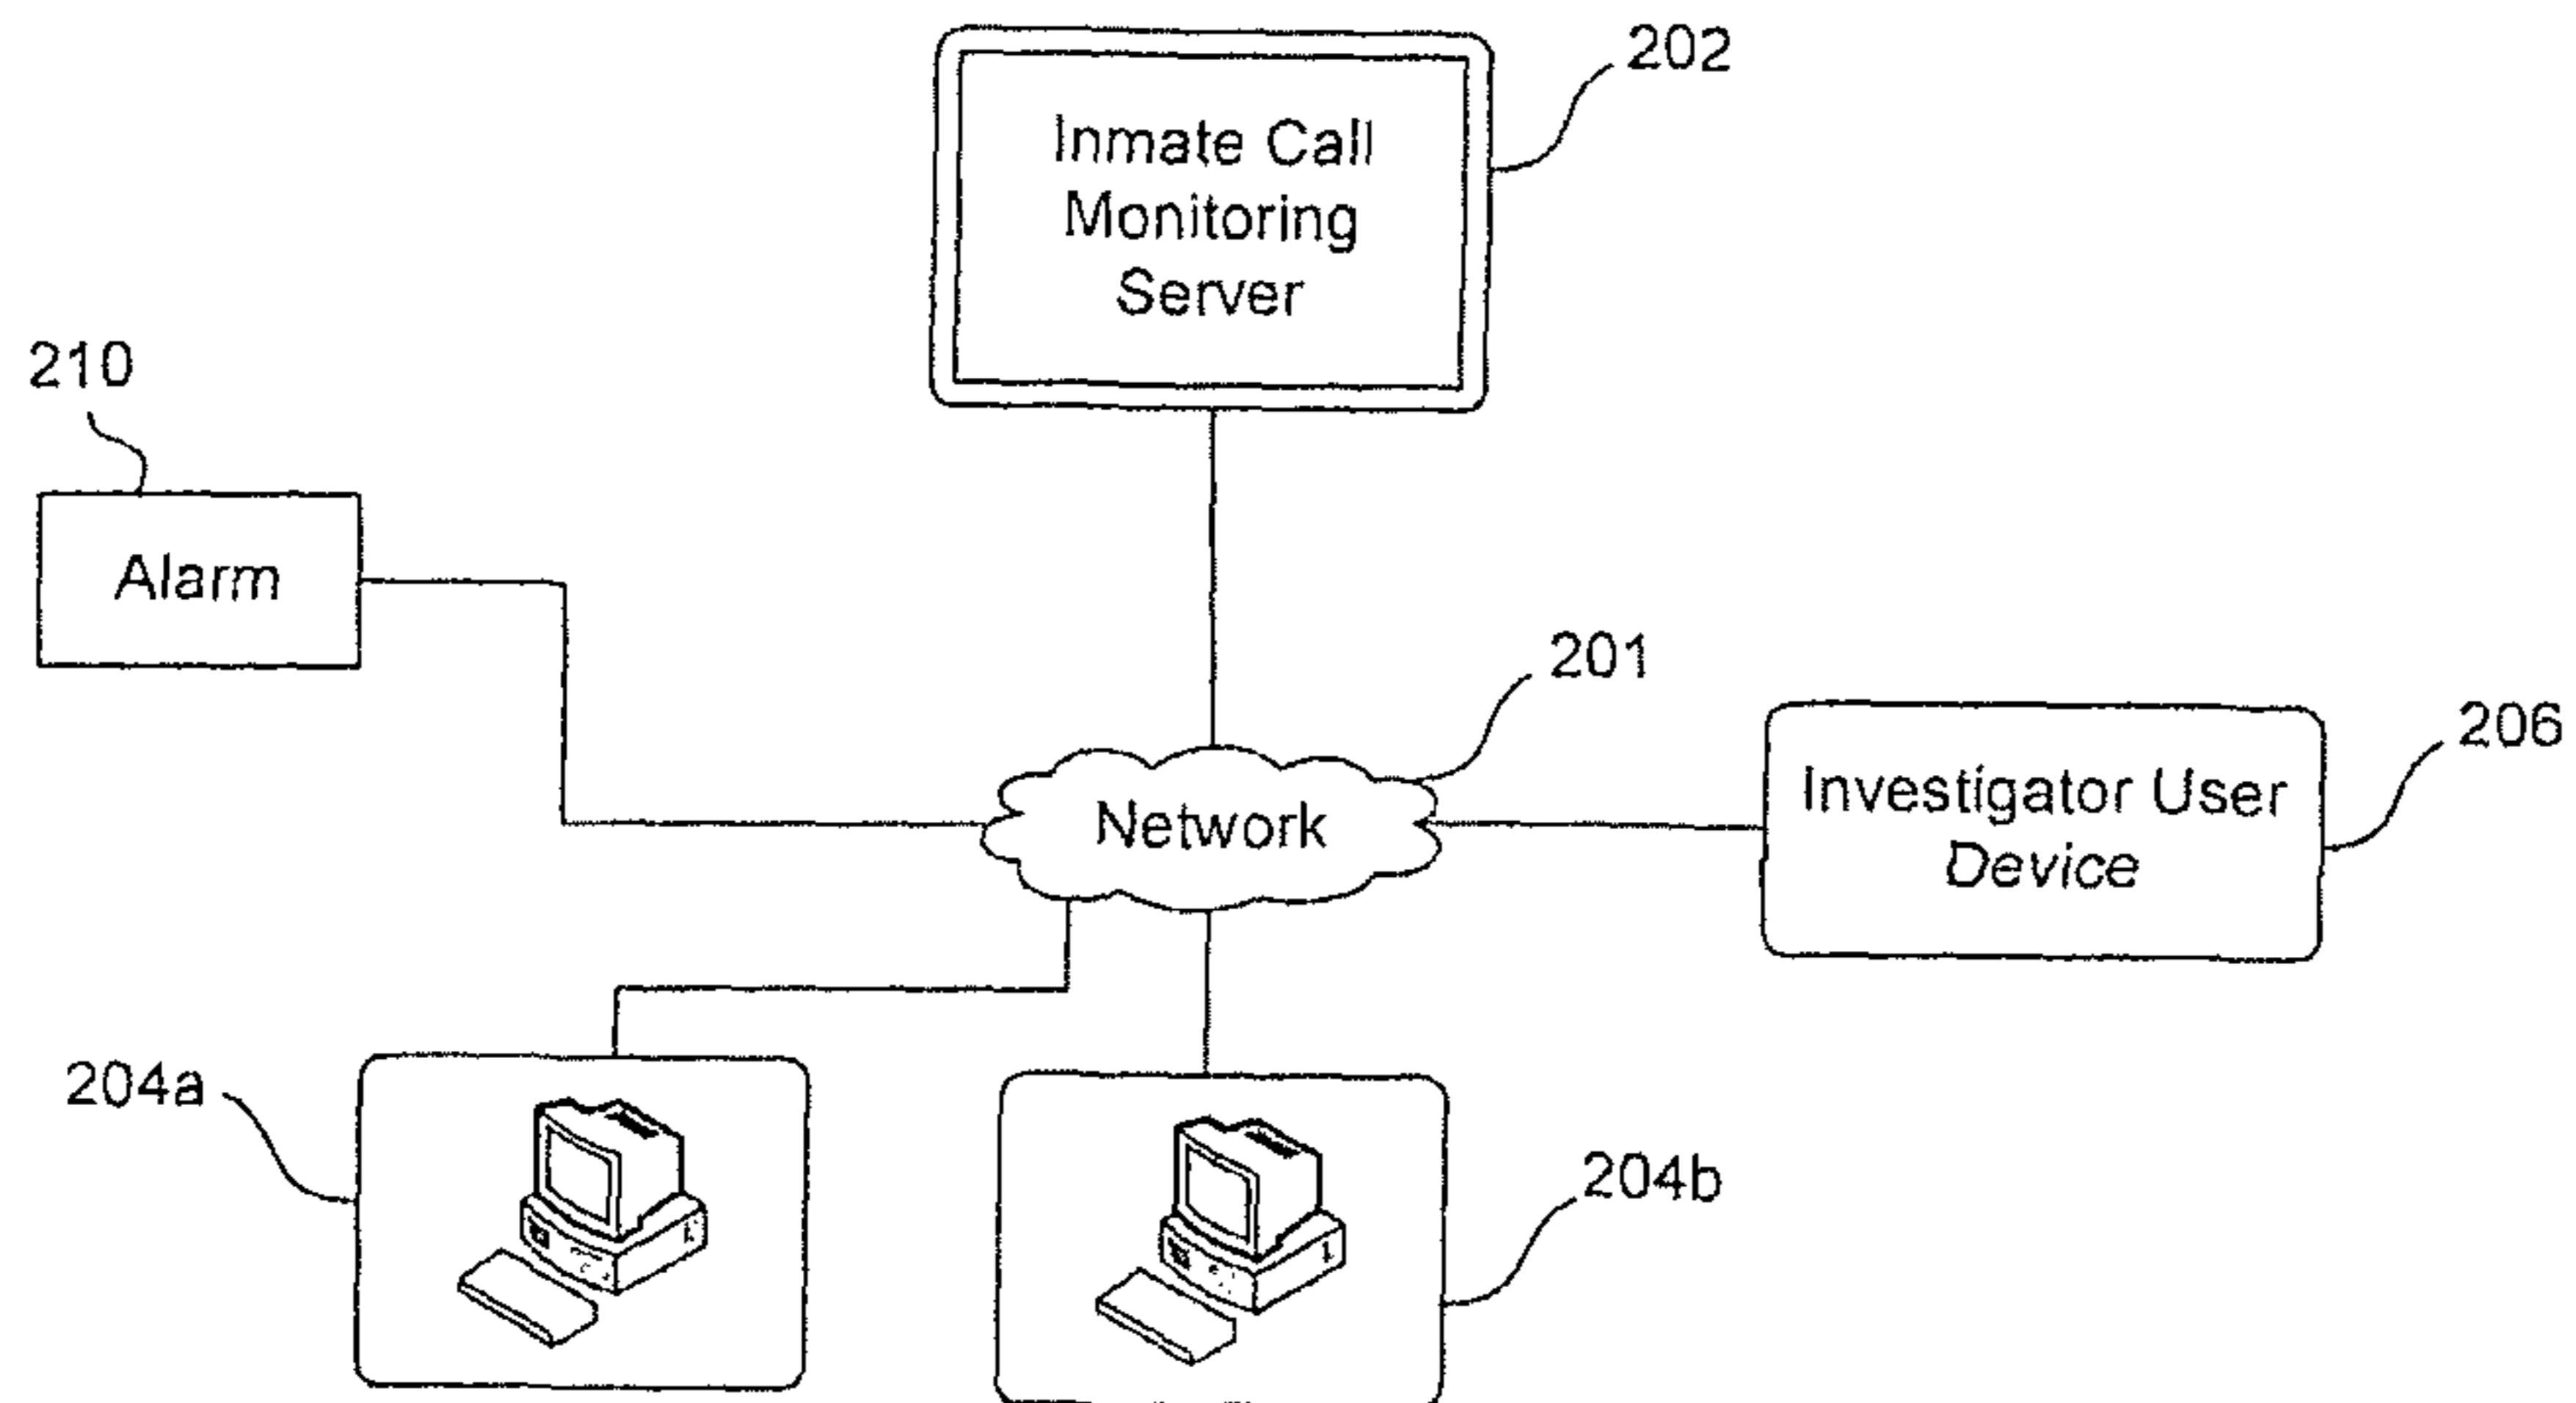 202
Inmate Call
Monitoring
Server
210
Alarm
201
Network
206
Investigator User
Device
204a
204b